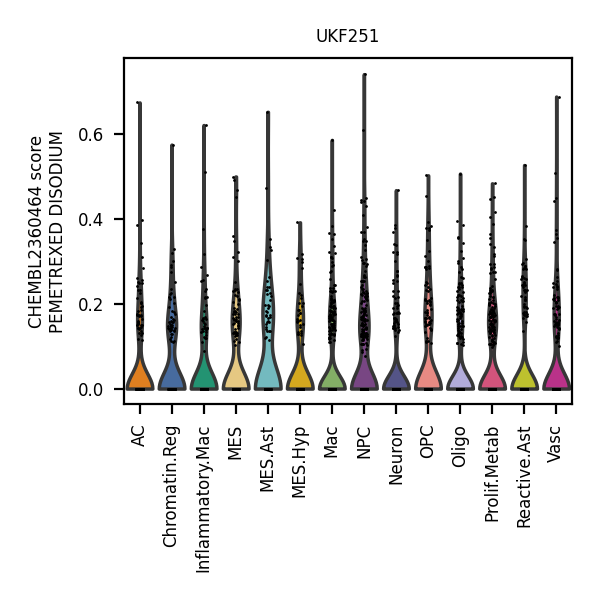 UKF251
CHEMBL2360464 score
PEMETREXED DISODIUM
0.6
0.4
0.2
0.0
AC
Chromatin.Reg
Inflammatory.Mac
MES
MES.Ast
MES.Hyp
Mac
NPC
Neuron
OPC
Oligo
Prolif.Metab
Reactive.Ast
Vasc